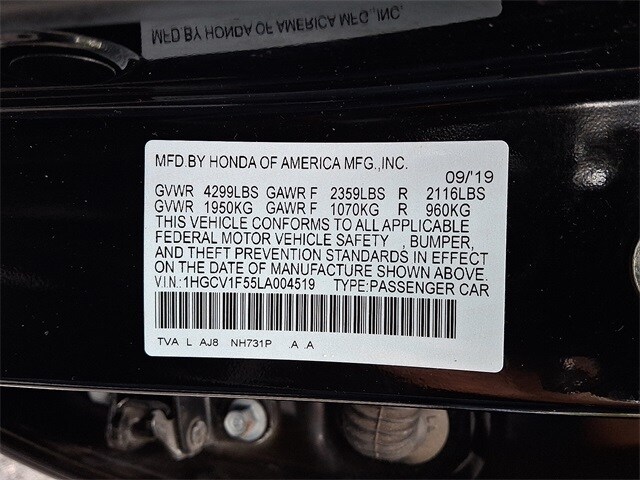 MFD.BY HONDA OF AMERICA MFG.,INC.
MFD.BY HONDA OF AMERICA MFG.,INC.
09/'19
GVWR 4299LBS GAWR F 2359LBS R 2116LBS
GVWR 1950KG GAWR F 1070KG R 960KG
THIS VEHICLE CONFORMS TO ALL APPLICABLE
FEDERAL MOTOR VEHICLE SAFETY , BUMPER,
AND THEFT PREVENTION STANDARDS IN EFFECT
ON THE DATE OF MANUFACTURE SHOWN ABOVE.
V.I.N.:1HGCV1F55LA004519 TYPE:PASSENGER CAR
TVA L AJ8 NH731P .A .A